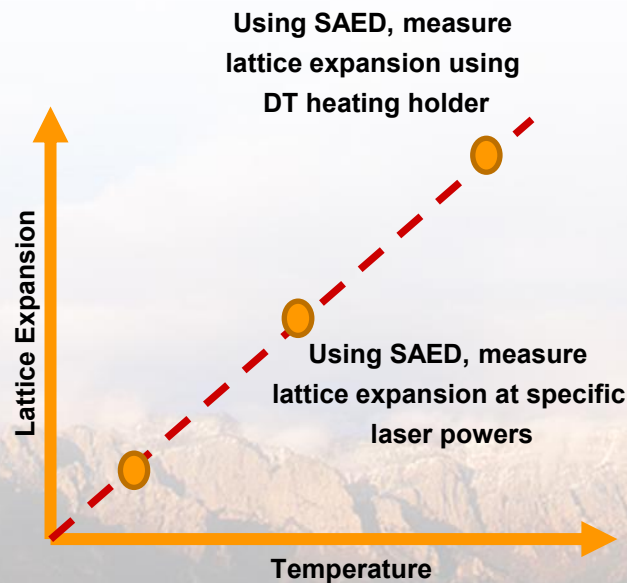 Using SAED, measure
lattice expansion using
DT heating holder
Lattice Expansion
Using SAED, measure
lattice expansion at specific
laser powers
Temperature